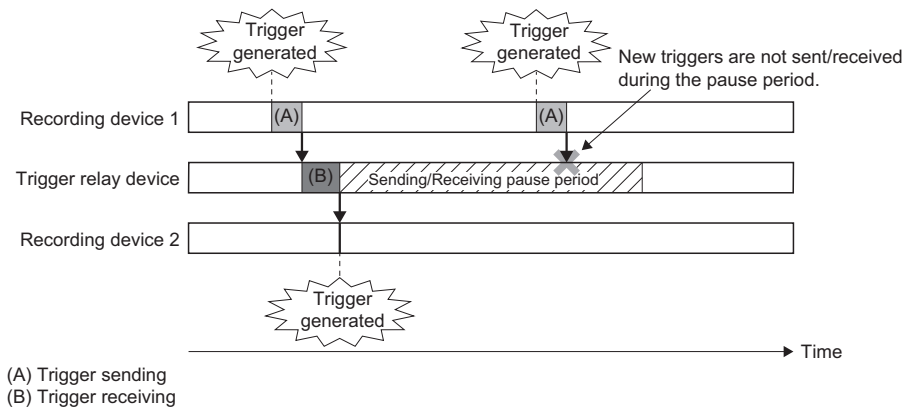 Trigger
generated
Trigger
generated
New triggers are not sent/received
during the pause period.
Recording device 1
(A)
(A)
Trigger relay device
(B)
Sending/Receiving pause period
Recording device 2
Trigger
generated
Time
(A) Trigger sending
(B) Trigger receiving